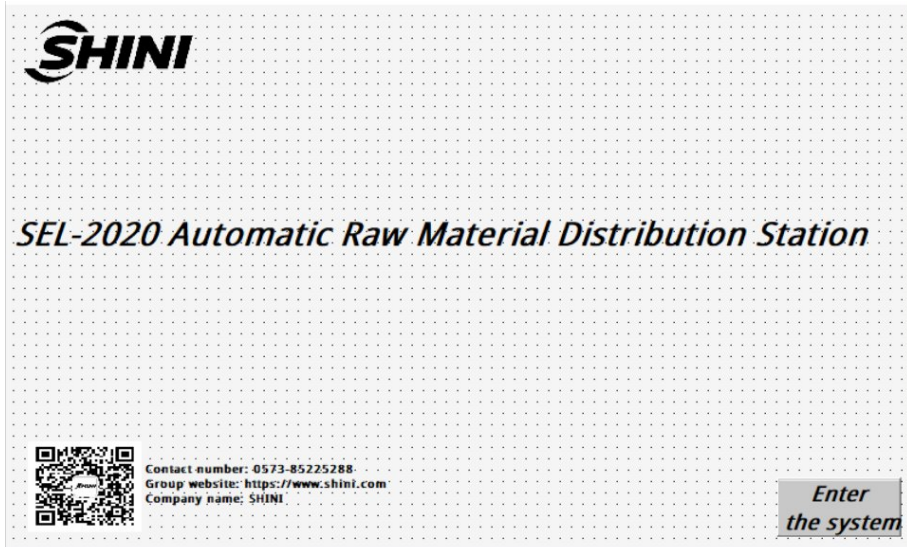 SHINI
SEL-2020 Automatic Raw Material Distribution Station
Contact number: 0573-85225288
Group website: https://www.shini.com
Company name: SHINI
Enter
the system